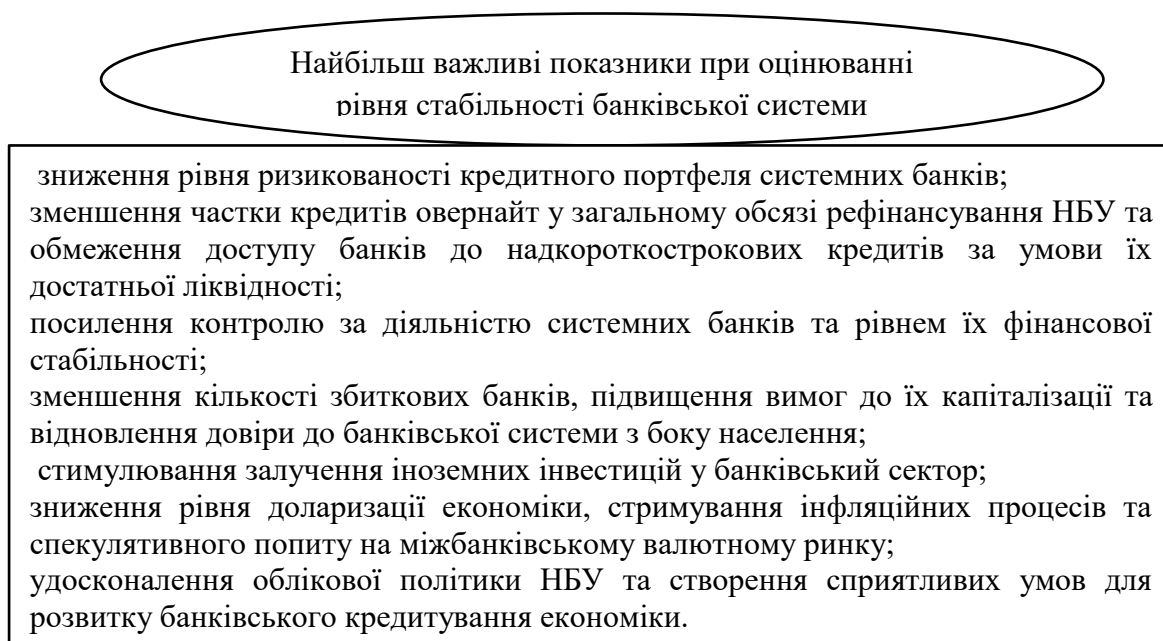 Найбільш важливі показники при оцінюванні
рівня стабільності банківської системи
зниження рівня ризикованості кредитного портфеля системних банків;
зменшення частки кредитів овернайт у загальному обсязі рефінансування НБУ та
обмеження доступу банків до надкороткострокових кредитів за умови їх
достатньої ліквідності;
посилення контролю за діяльністю системних банків та рівнем їх фінансової
стабільності;
зменшення кількості збиткових банків, підвищення вимог до їх капіталізації та
відновлення довіри до банківської системи з боку населення;
стимулювання залучення іноземних інвестицій у банківський сектор;
зниження рівня доларизації економіки, стримування інфляційних процесів та
спекулятивного попиту на міжбанківському валютному ринку;
удосконалення облікової політики НБУ та створення сприятливих умов для
розвитку банківського кредитування економіки.